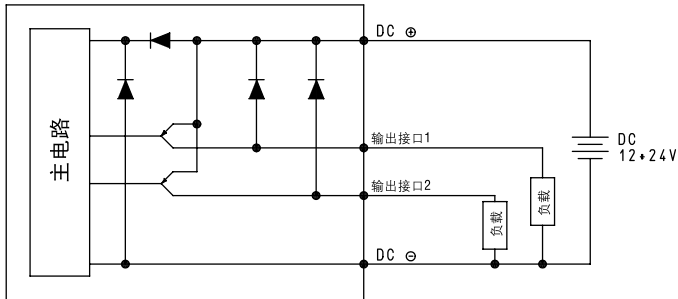 DC ⊕
主电路
输出接口1
DC
12÷24V
输出接口2
负载
负载
DC ⊖